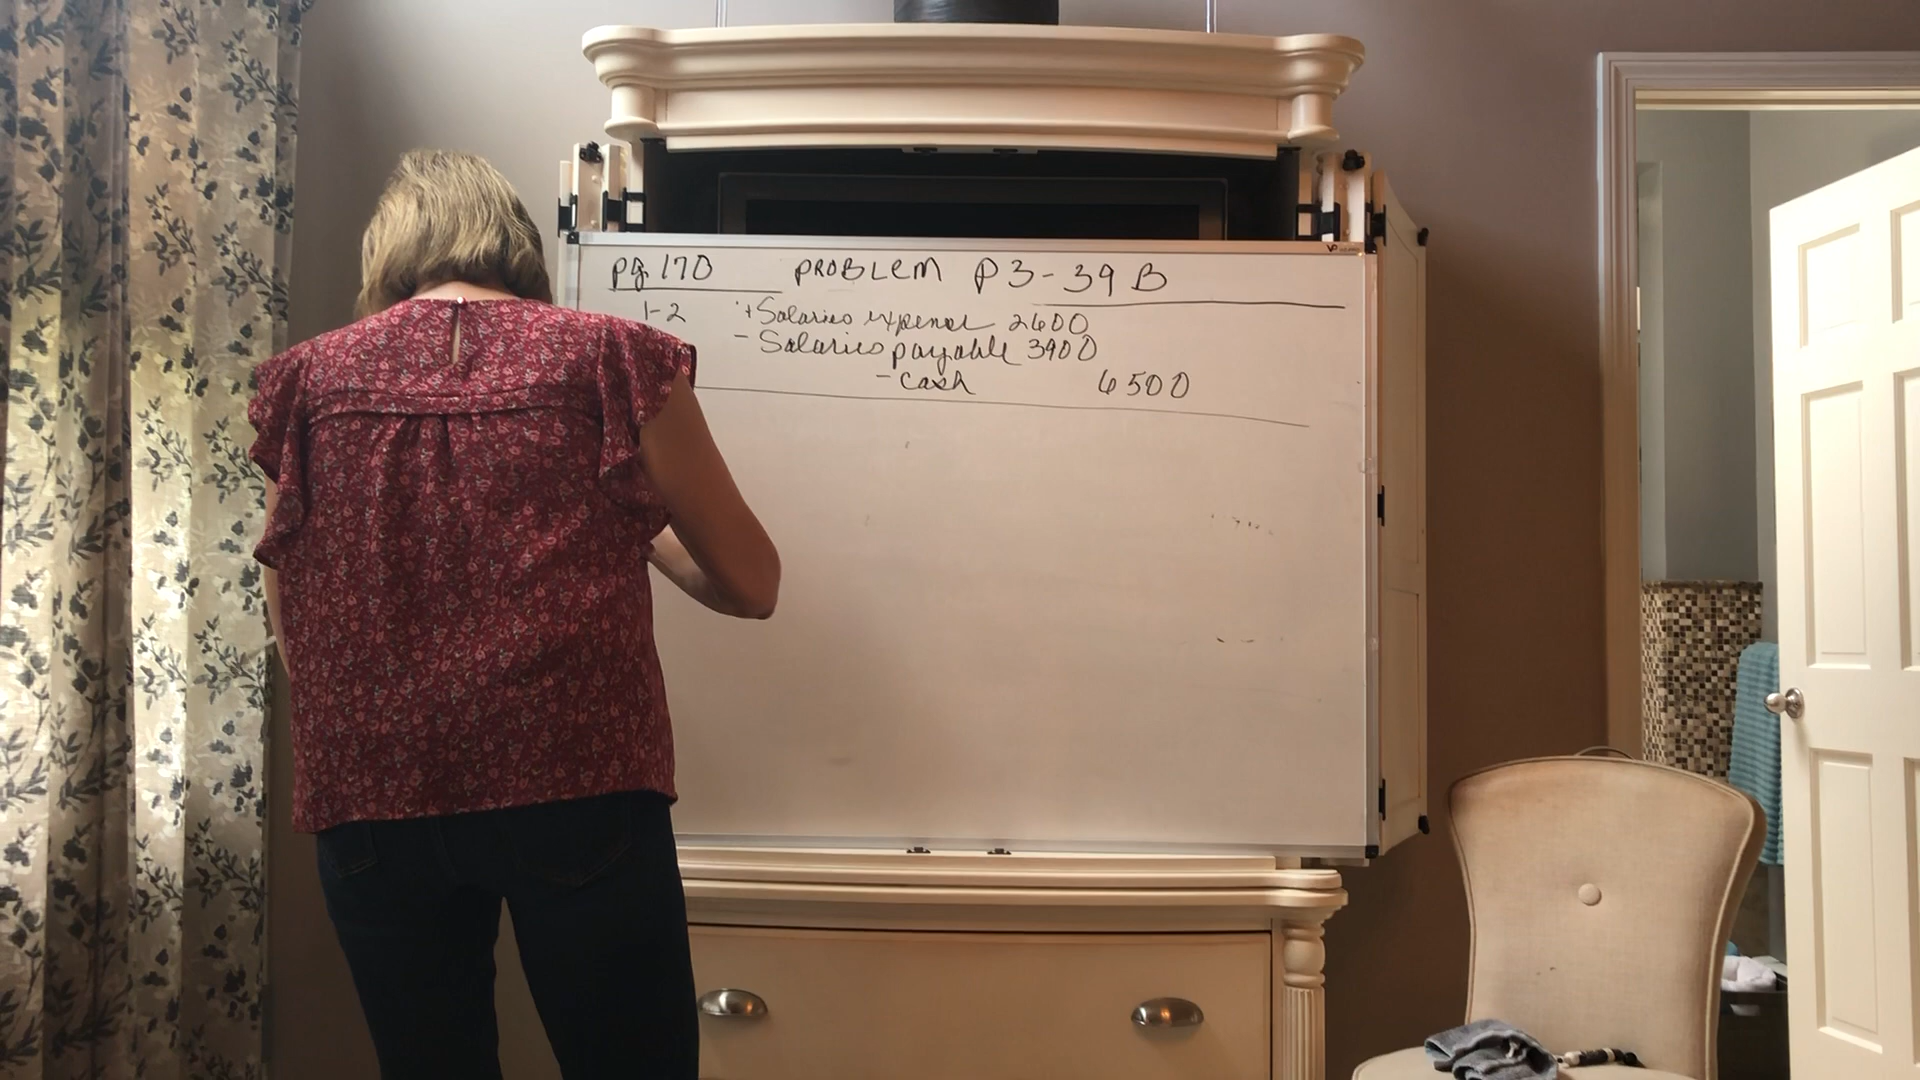 pg. 170 PROBLEM P3-39B
1-2 + Salaries expense 2600
- Salaries payable 3900
- cash 6500